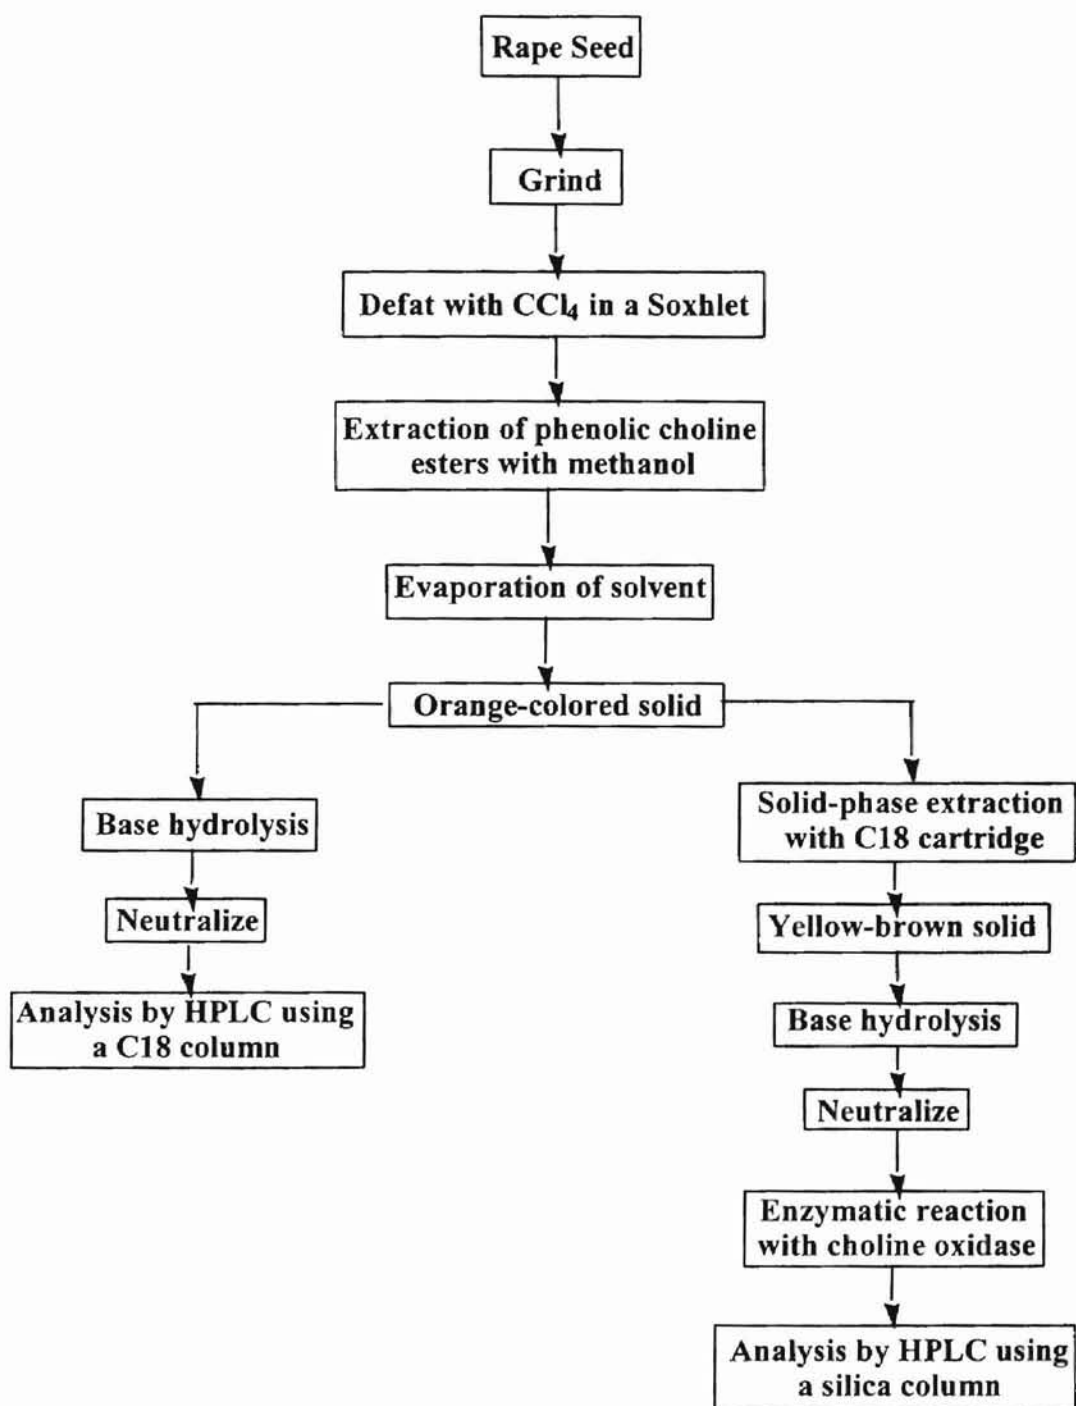 Rape Seed
Grind
Defat with CCl4 in a Soxhlet
Extraction of phenolic choline
esters with methanol
Evaporation of solvent
Orange-colored solid
Base hydrolysis
Neutralize
Analysis by HPLC using
a C18 column
Solid-phase extraction
with C18 cartridge
Yellow-brown solid
Base hydrolysis
Neutralize
Enzymatic reaction
with choline oxidase
Analysis by HPLC using
a silica column